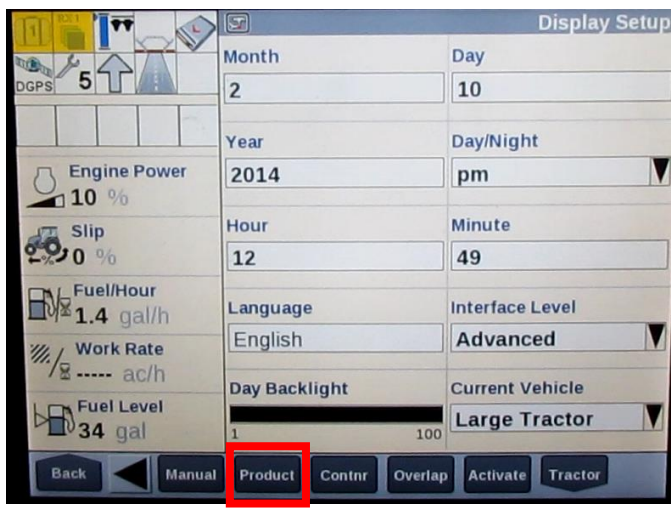 Display Setup
DGPS
5
L
Month
Day
2
10
Year
Day/Night
2014
pm
Engine Power
10 %
Hour
Minute
12
49
Slip
0 %
Language
Interface Level
English
Advanced
Fuel/Hour
1.4 gal/h
Work Rate
----- ac/h
Day Backlight
Current Vehicle
1 100
Large Tractor
Fuel Level
34 gal
Back Manual Product Contnr Overlap Activate Tractor